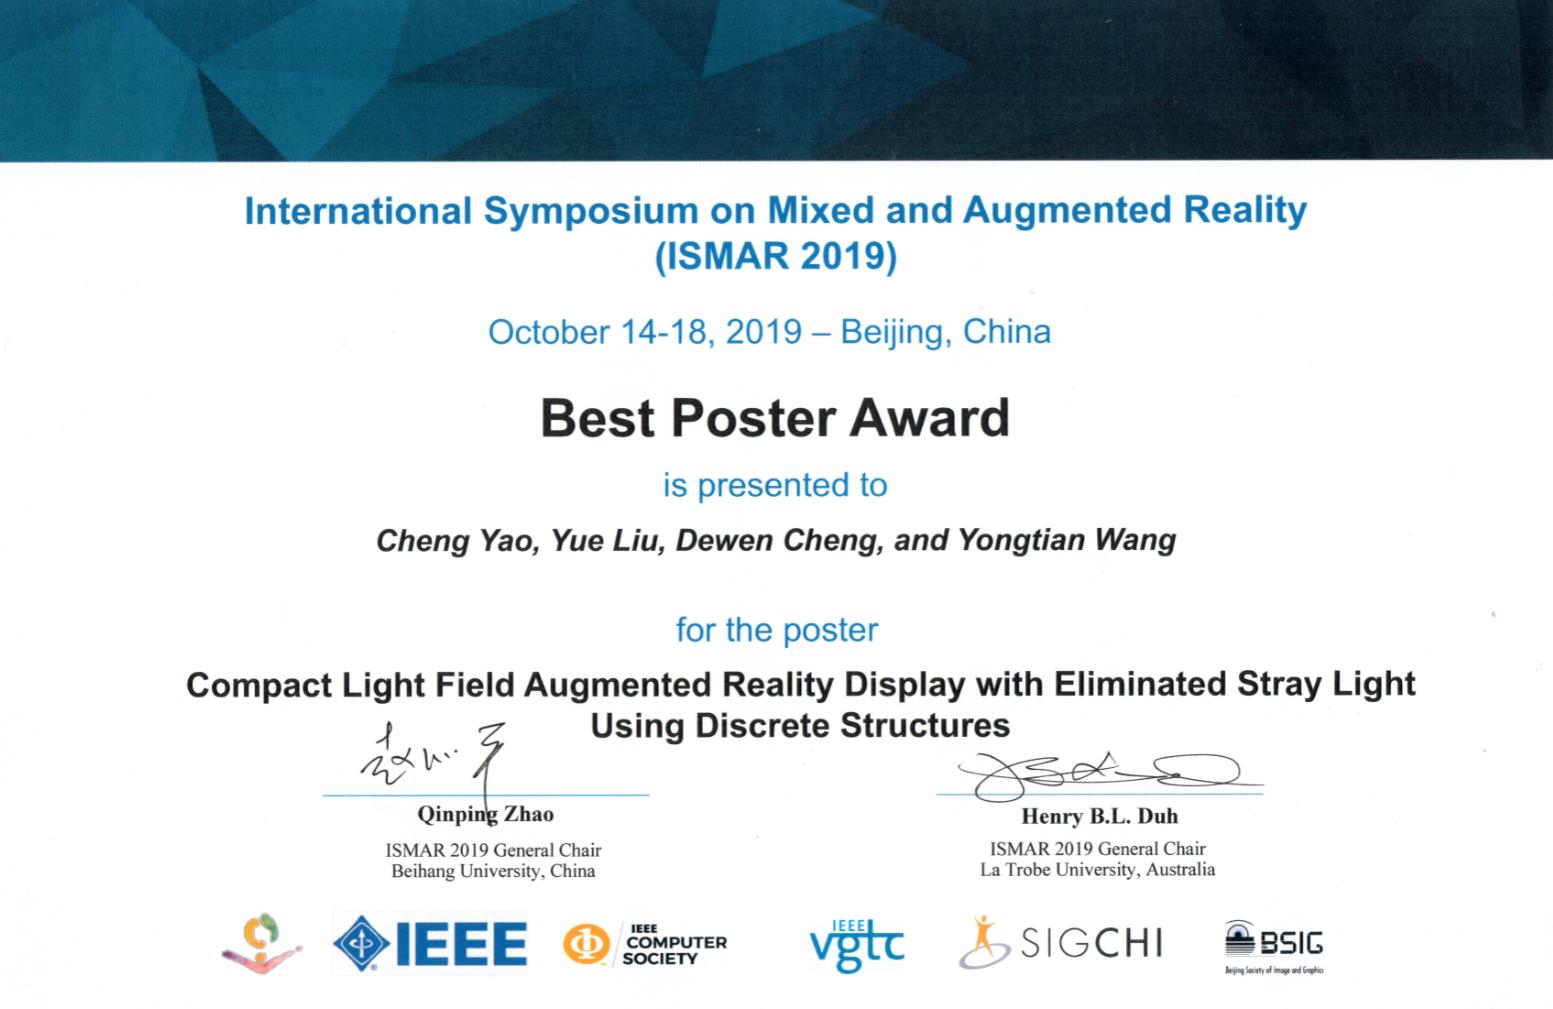 International Symposium on Mixed and Augmented Reality
(ISMAR 2019)
October 14-18, 2019 – Beijing, China
Best Poster Award
is presented to
Cheng Yao, Yue Liu, Dewen Cheng, and Yongtian Wang
for the poster
Compact Light Field Augmented Reality Display with Eliminated Stray Light
Using Discrete Structures
Qinping Zhao
ISMAR 2019 General Chair
Beihang University, China
Henry B.L. Duh
ISMAR 2019 General Chair
La Trobe University, Australia
IEEE
IEEE
COMPUTER
SOCIETY
IEEE
vgtc
SIGCHI
BSIG
Beijing Society of Image and Graphics